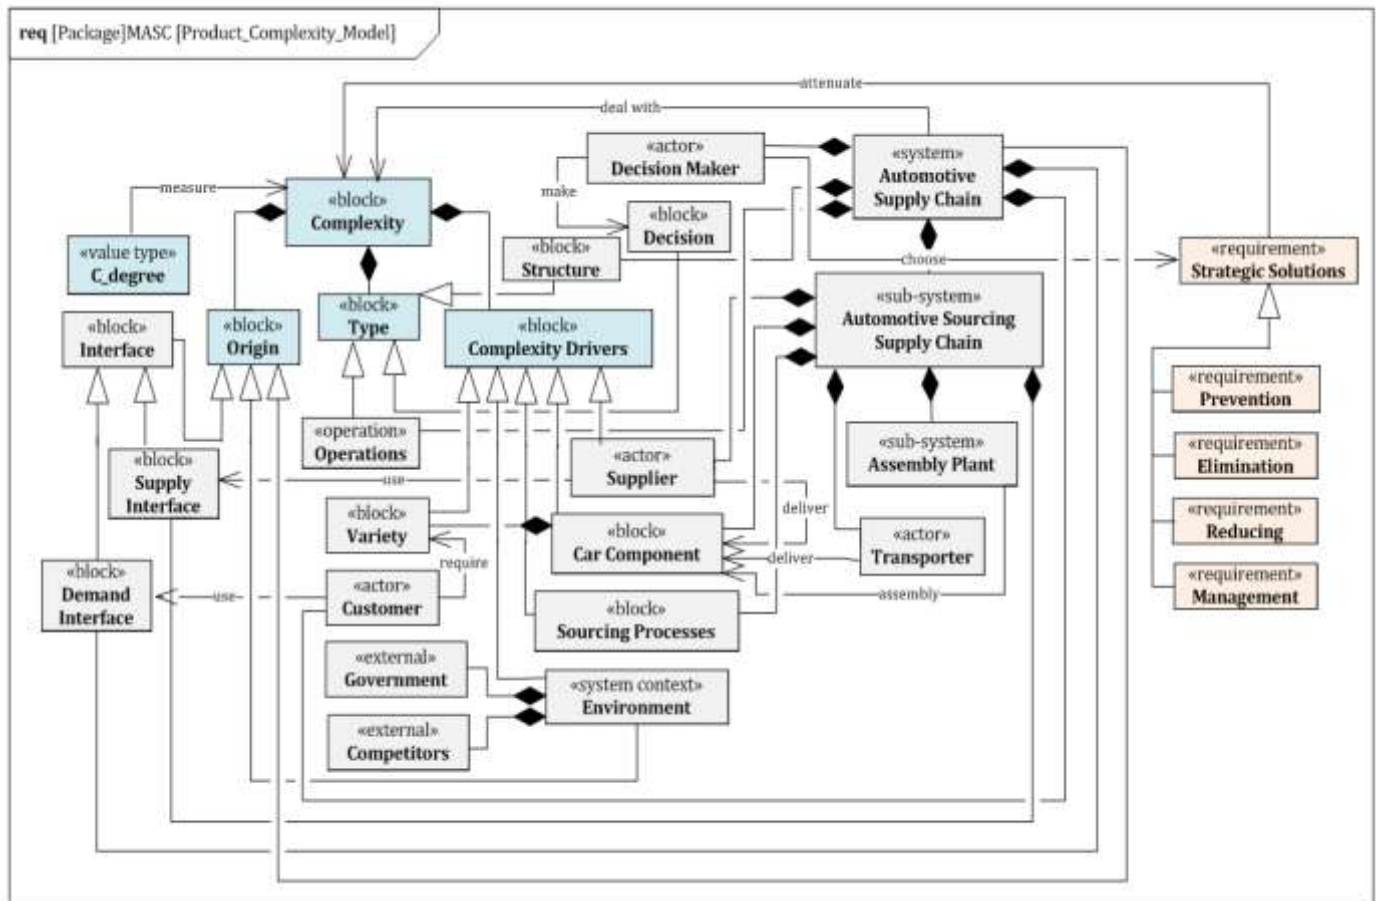 req [Package]MASC [Product_Complexity_Model]
attenuate
deal with
«actor»
Decision Maker
«system»
Automotive
Supply Chain
measure
«block»
Complexity
make
«block»
Decision
«value type»
C_degree
«block»
Structure
choose
«requirement»
Strategic Solutions
«block»
Interface
«block»
Origin
«block»
Type
«block»
Complexity Drivers
«sub-system»
Automotive Sourcing
Supply Chain
«requirement»
Prevention
«operation»
Operations
«sub-system»
Assembly Plant
«requirement»
Elimination
«block»
Supply
Interface
use
«actor»
Supplier
deliver
«block»
Variety
require
«block»
Car Component
deliver
«actor»
Transporter
«requirement»
Reducing
«block»
Demand
Interface
use
«actor»
Customer
assembly
«requirement»
Management
«block»
Sourcing Processes
«external»
Government
«system context»
Environment
«external»
Competitors